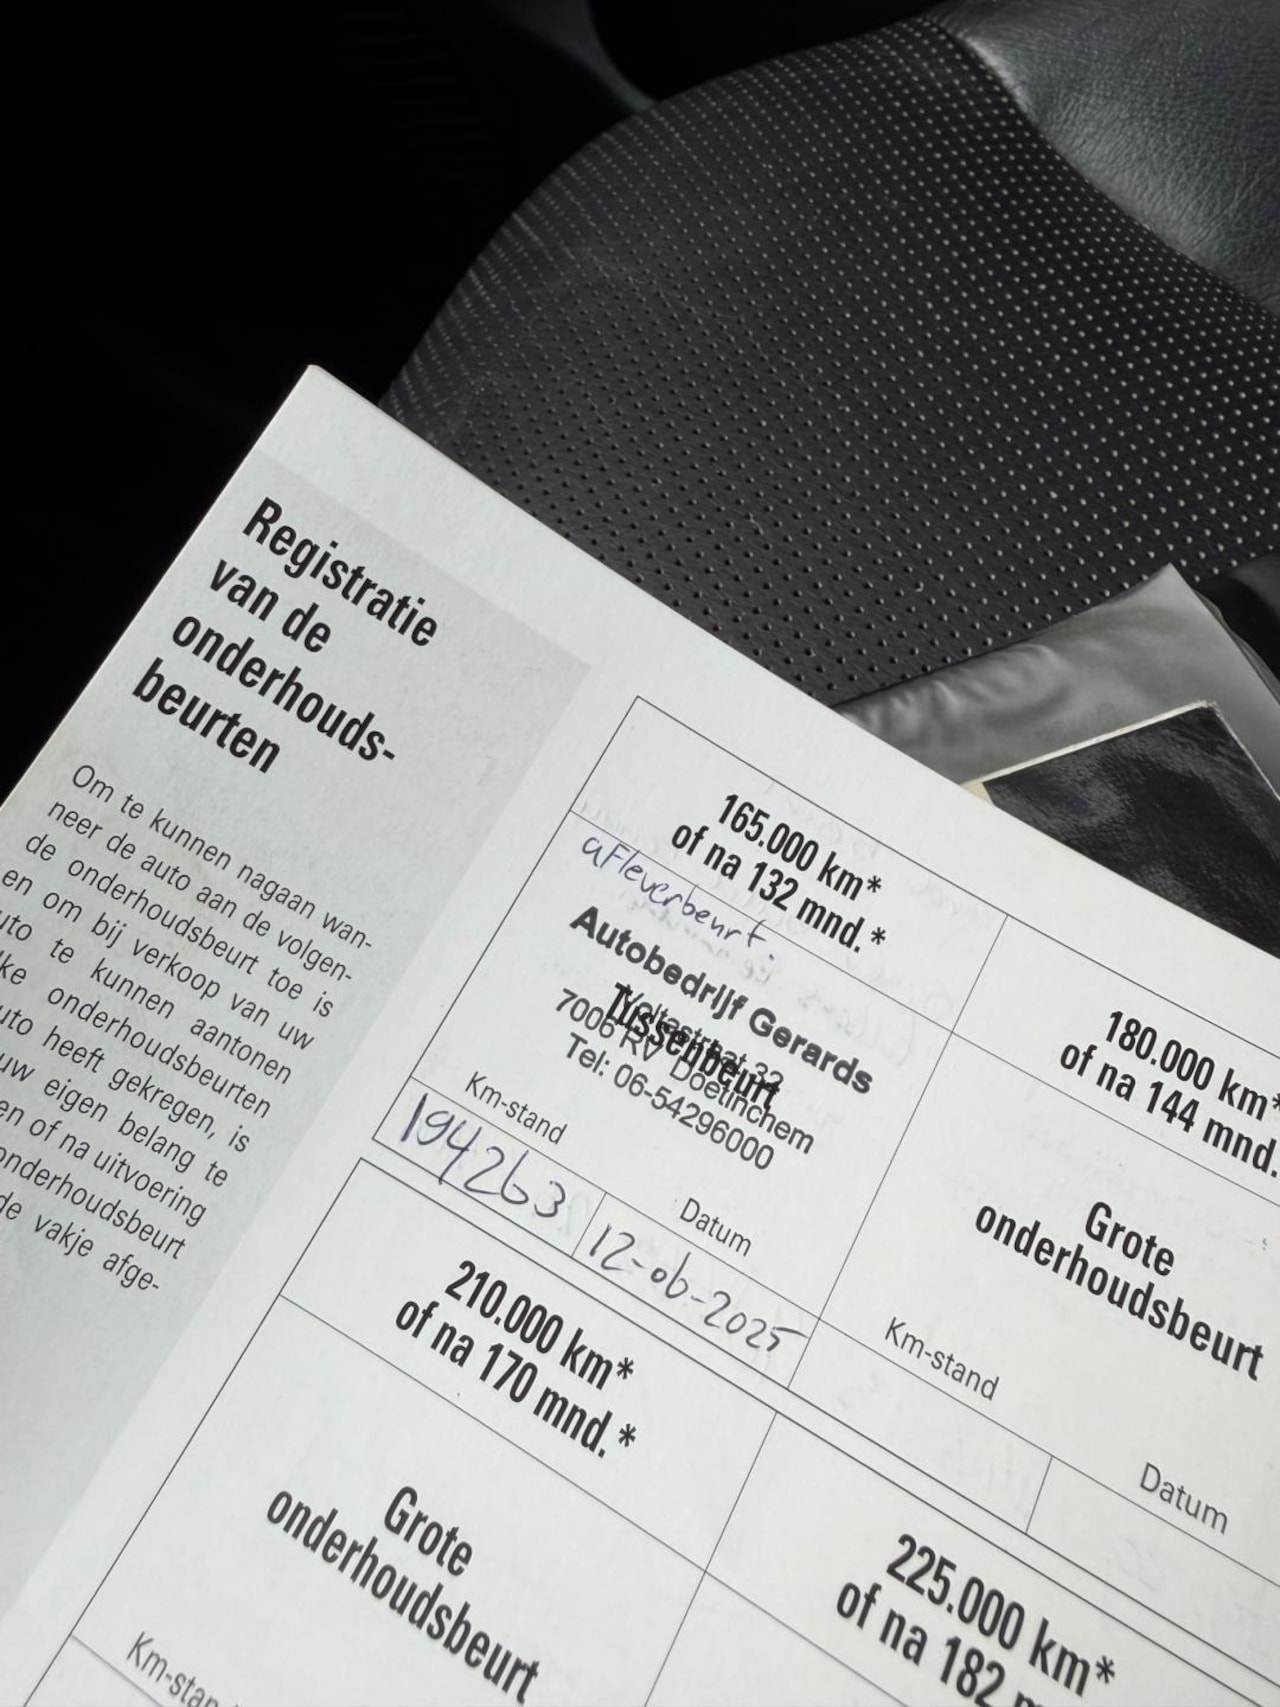 Registratie
van de
onderhouds-
beurten
Om te kunnen nagaan wan-
neer de auto aan de volgen-
de onderhoudsbeurt toe is
en om bij verkoop van uw
uto te kunnen aantonen
ke onderhoudsbeurten
uto heeft gekregen, is
uw eigen belang te
en of na uitvoering
onderhoudsbeurt
de vakje afge-
165.000 km*
of na 132 mnd.*
afleverbeurt.
Autobedrijf Gerards
Tussenbeurt
Voltastraat 32
7006 RV Doetinchem
Tel: 06-54296000
Km-stand
194263
Datum
12-06-2025
180.000 km*
of na 144 mnd.
Grote
onderhoudsbeurt
Km-stand
Datum
210.000 km*
of na 170 mnd.*
Grote
onderhoudsbeurt
Km-stan
225.000 km*
of na 182 m